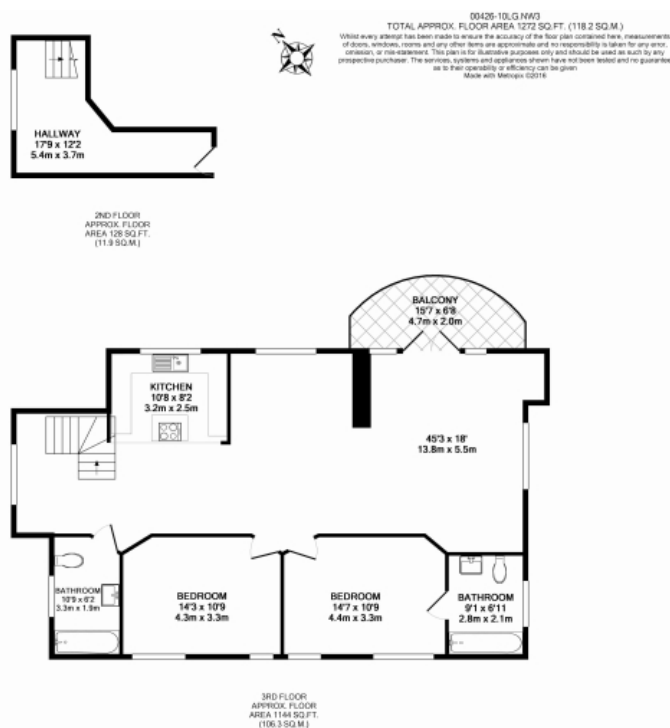 00426-10LG.NW3
TOTAL APPROX. FLOOR AREA 1272 SQ.FT. (118.2 SQ.M.)
Whilst every attempt has been made to ensure the accuracy of the floor plan contained here, measurements
of doors, windows, rooms and any other items are approximate and no responsibility is taken for any error,
omission, or mis-statement. This plan is for illustrative purposes only and should be used as such by any
prospective purchaser. The services, systems and appliances shown have not been tested and no guarantee
as to their operability or efficiency can be given
Made with Metropix ©2016
N
HALLWAY
17'9 x 12'2
5.4m x 3.7m
2ND FLOOR
APPROX. FLOOR
AREA 128 SQ.FT.
(11.9 SQ.M.)
BALCONY
15'7 x 6'8
4.7m x 2.0m
KITCHEN
10'8 x 8'2
3.2m x 2.5m
45'3 x 18'
13.8m x 5.5m
BATHROOM
10'9 x 6'2
3.3m x 1.9m
BEDROOM
14'3 x 10'9
4.3m x 3.3m
BEDROOM
14'7 x 10'9
4.4m x 3.3m
BATHROOM
9'1 x 6'11
2.8m x 2.1m
3RD FLOOR
APPROX. FLOOR
AREA 1144 SQ.FT.
(106.3 SQ.M.)